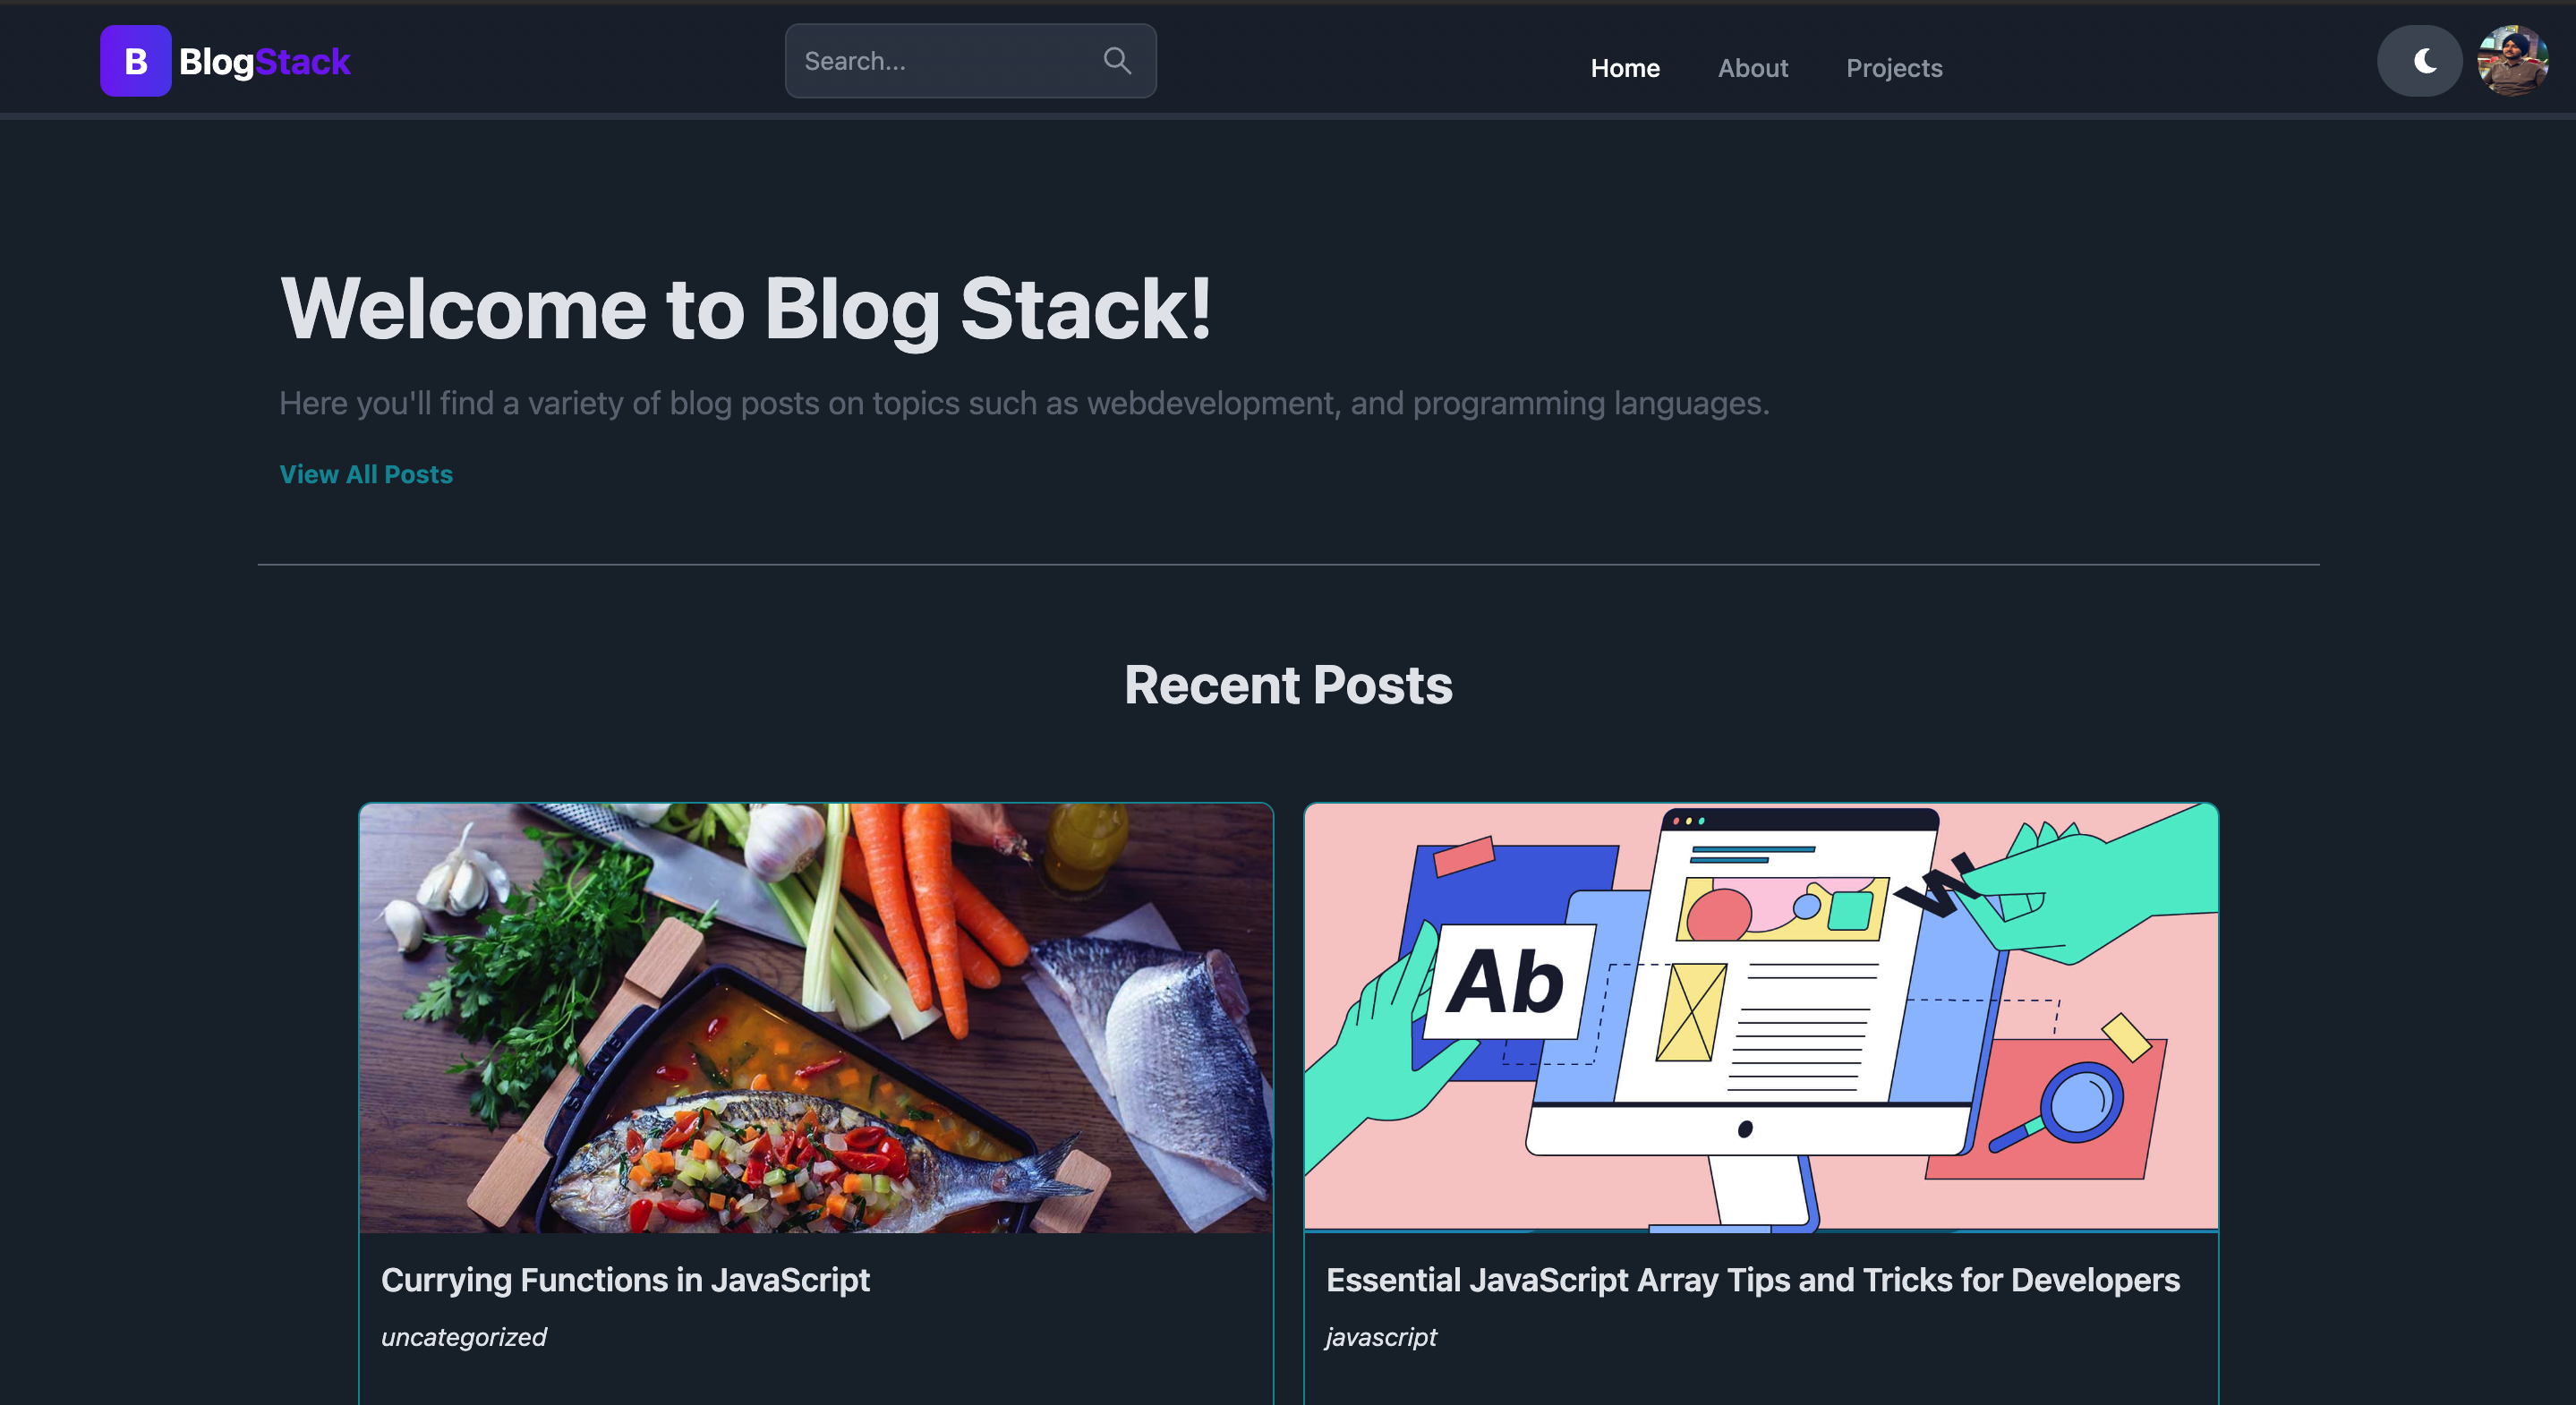 B BlogStack
Search...
Home About Projects
Welcome to Blog Stack!
Here you'll find a variety of blog posts on topics such as webdevelopment, and programming languages.
View All Posts
Recent Posts
Ab
W
Currying Functions in JavaScript
uncategorized
Essential JavaScript Array Tips and Tricks for Developers
javascript